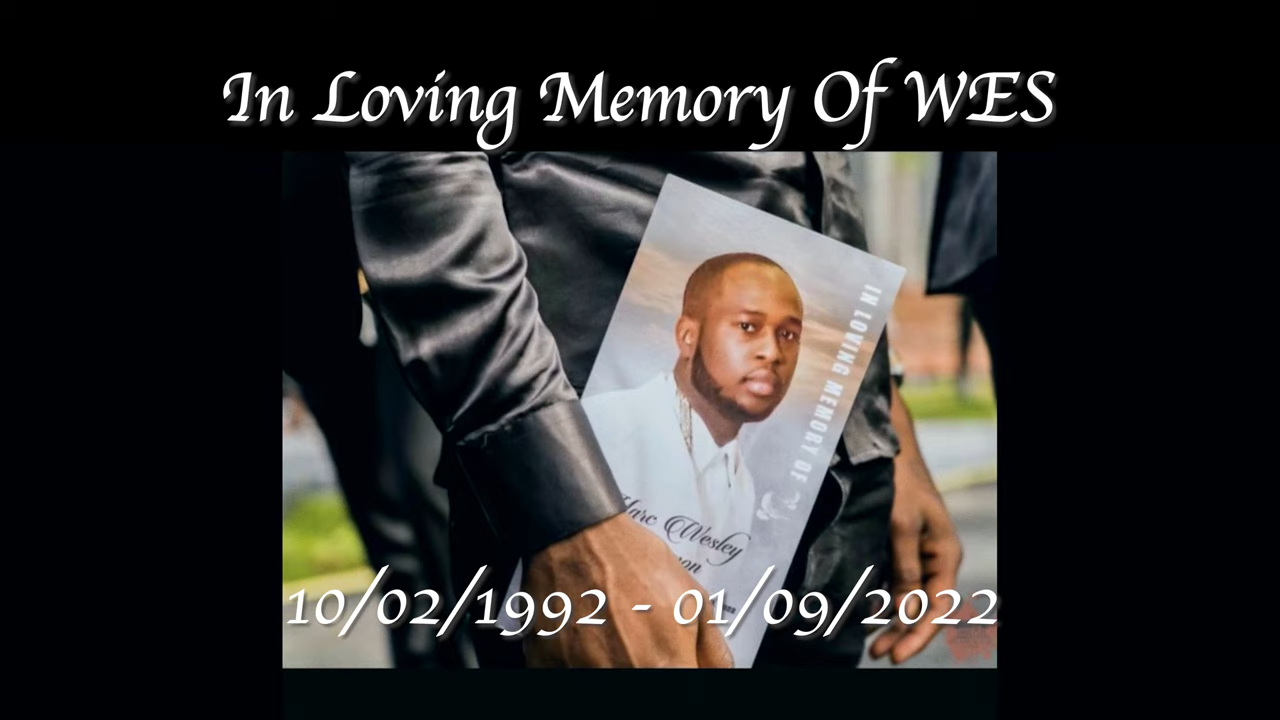 In Loving Memory Of WES
IN LOVING MEMORY OF
Wesley
10/02/1992 - 01/09/2022